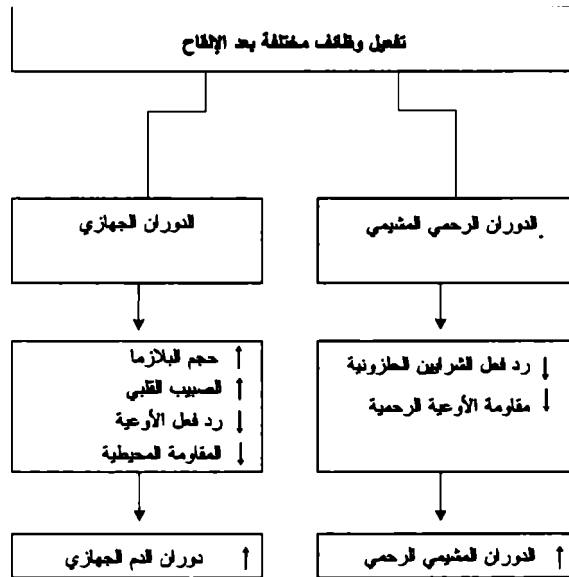 تفعيل وظائف مختلفة بعد الإلقاح
الدوران الرحمي المشيمي
الدوران الجهازي
↓ رد فعل الشرايين الحلزونية
↓ مقاومة الأوعية الرحمية
↑ حجم البلازما
↑ الصبيب القلبي
↓ رد فعل الأوعية
↓ المقاومة المحيطية
↑ الدوران المشيمي الرحمي
↑ دوران الدم الجهازي